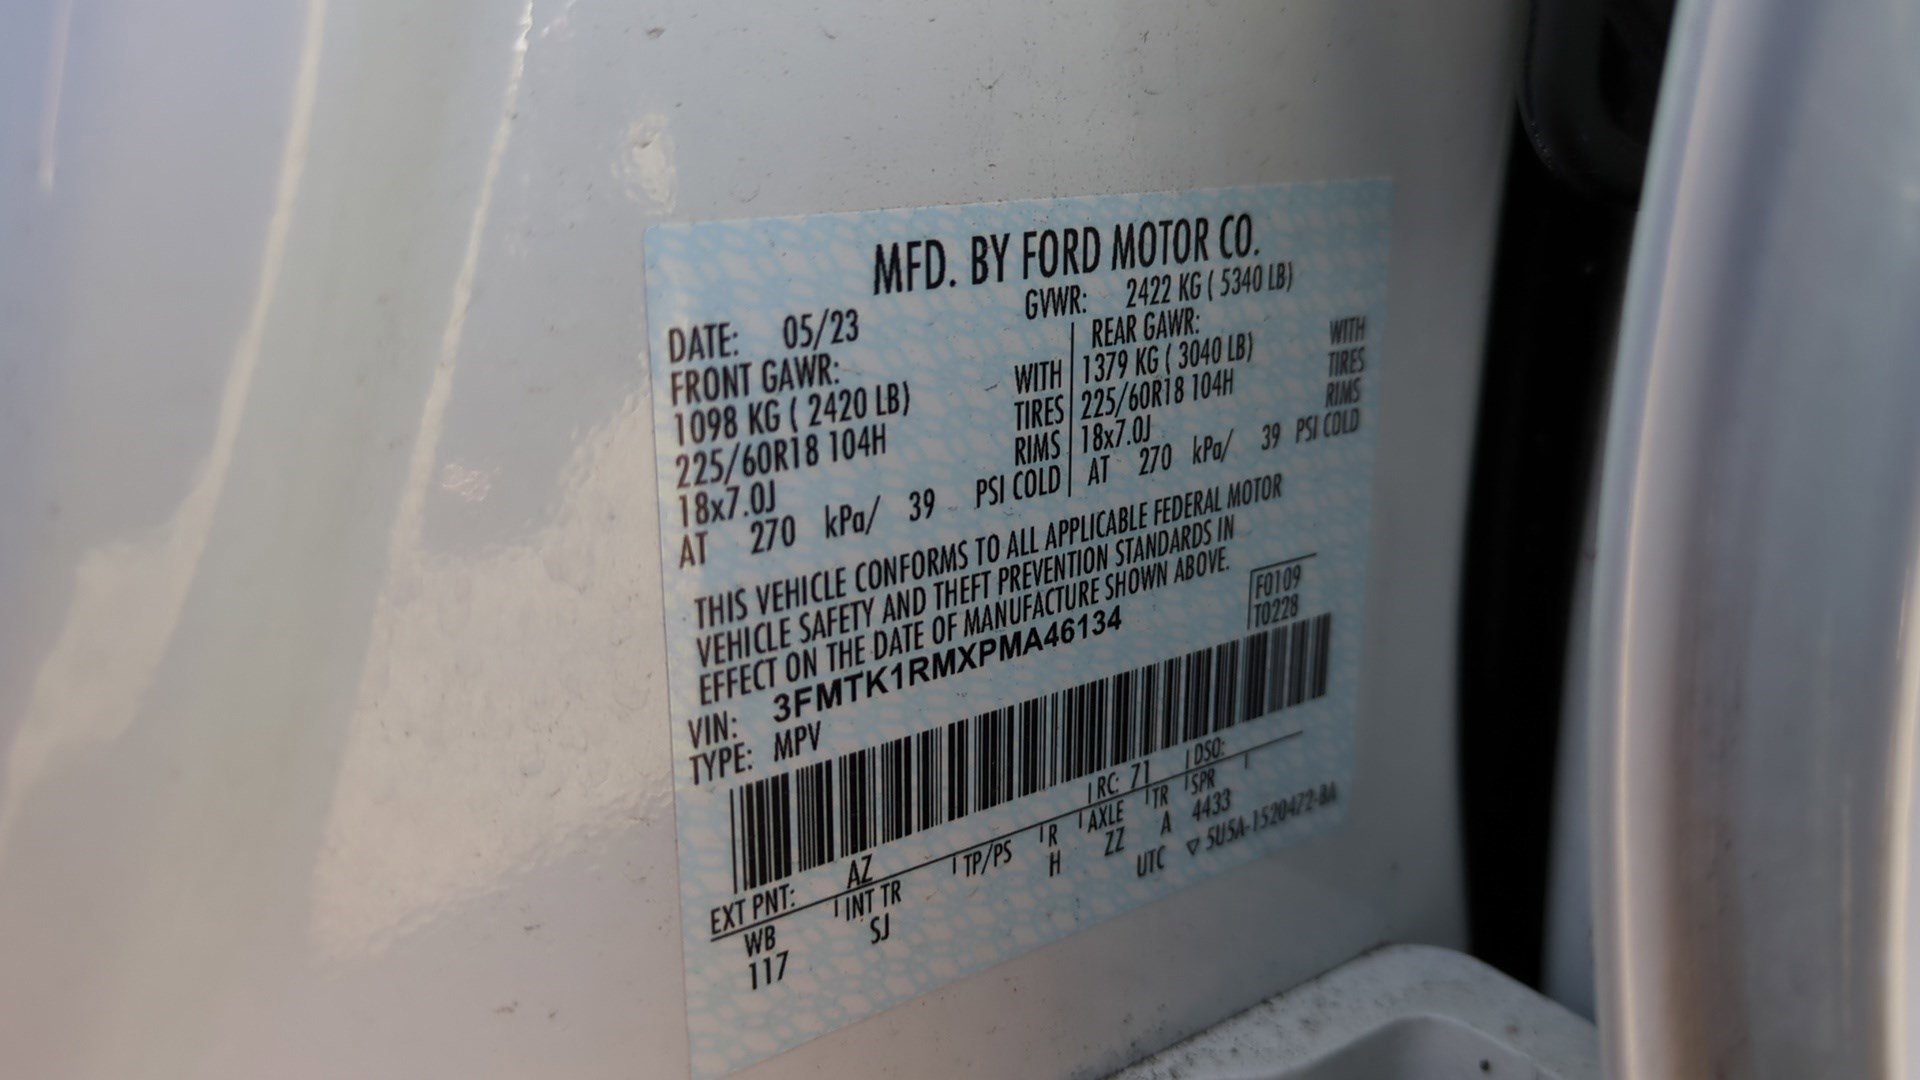 MFD. BY FORD MOTOR CO.
DATE: 05/23 GVWR: 2422 KG ( 5340 LB)
FRONT GAWR: REAR GAWR:
1098 KG ( 2420 LB) WITH 1379 KG ( 3040 LB) WITH
225/60R18 104H TIRES 225/60R18 104H TIRES
18x7.0J RIMS 18x7.0J RIMS
AT 270 kPa/ 39 PSI COLD AT 270 kPa/ 39 PSI COLD
THIS VEHICLE CONFORMS TO ALL APPLICABLE FEDERAL MOTOR
VEHICLE SAFETY AND THEFT PREVENTION STANDARDS IN
EFFECT ON THE DATE OF MANUFACTURE SHOWN ABOVE.
F0109
T0228
VIN: 3FMTK1RMXPMA46134
TYPE: MPV
EXT PNT: AZ RC: 71 DSO:
WB INT TR TP/PS R AXLE TR SPR
117 SJ H ZZ A 4433
UTC ▽ 5U5A-1520472-BA